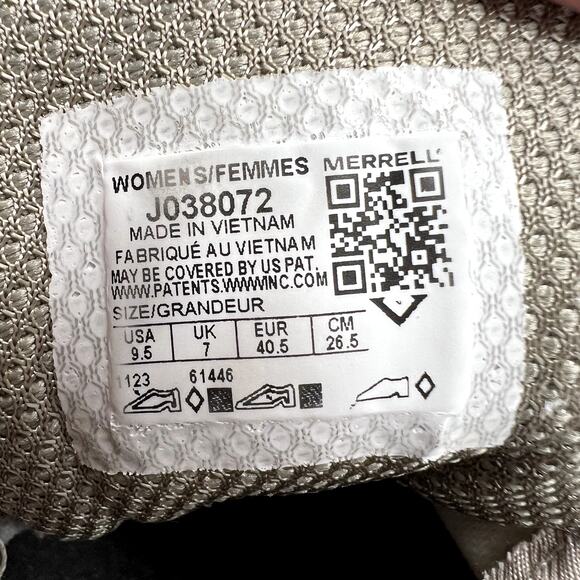 WOMENS/FEMMES
MERRELL
J038072
MADE IN VIETNAM
FABRIQUÉ AU VIETNAM
MAY BE COVERED BY US PAT.
WWW.PATENTS.WWWINC.COM
SIZE/GRANDEUR
USA UK EUR CM
9.5 7 40.5 26.5
1123 61446